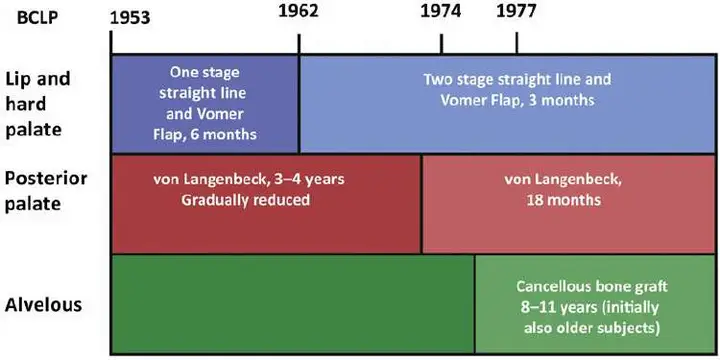 BCLP
1953
1962
1974
1977
Lip and
hard
palate
One stage
straight line
and Vomer
Flap, 6 months
Two stage straight line and
Vomer Flap, 3 months
Posterior
palate
von Langenbeck, 3–4 years
Gradually reduced
von Langenbeck,
18 months
Alvelous
Cancellous bone graft
8–11 years (initially
also older subjects)